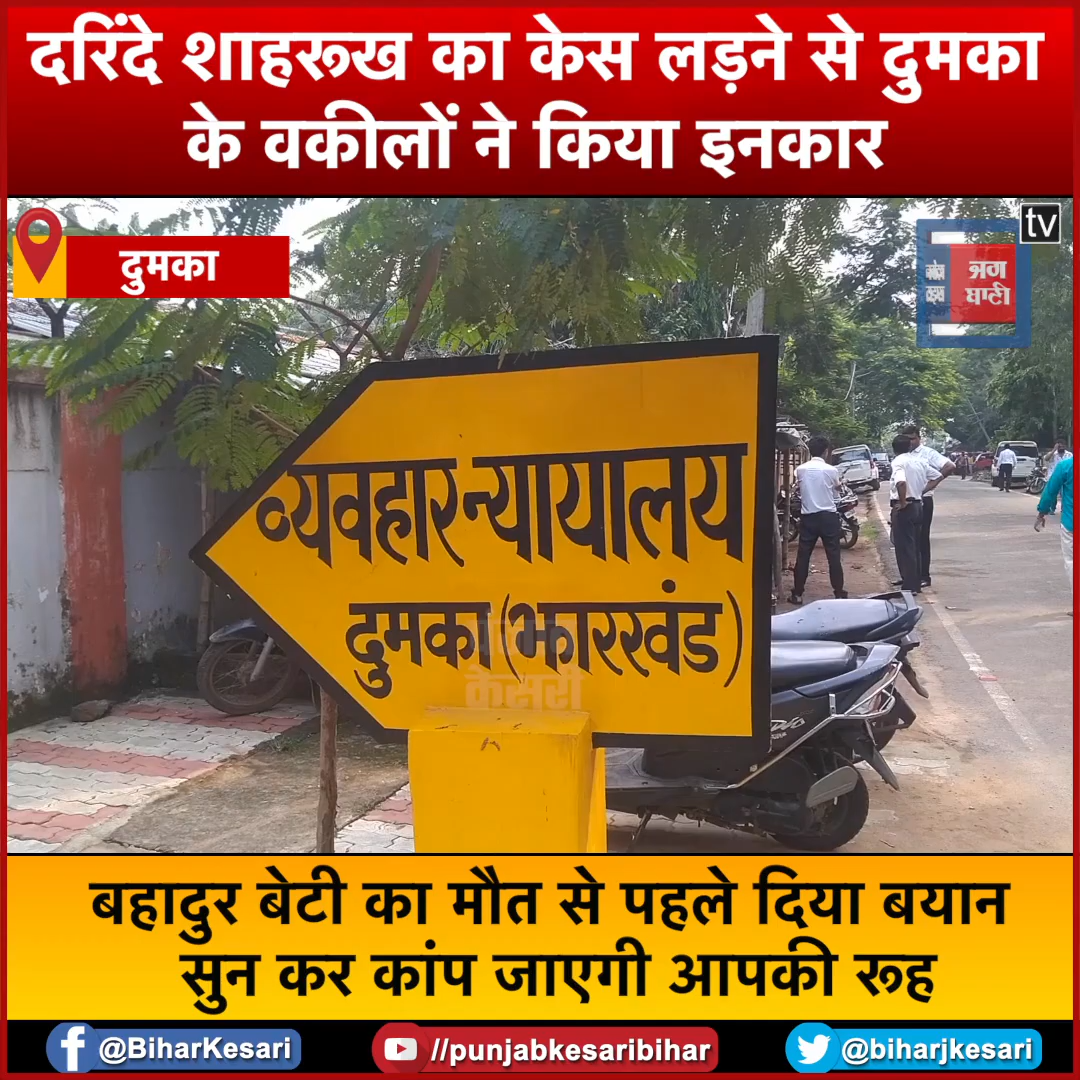 दरिंदे शाहरूख का केस लड़ने से दुमका
के वकीलों ने किया इनकार
tv
दुमका
व्यवहार न्यायालय
दुमका (झारखंड)
पंजाब
केसरी
बहादुर बेटी का मौत से पहले दिया बयान
सुन कर कांप जाएगी आपकी रूह
@BiharKesari
//punjabkesaribihar
@biharjkesari